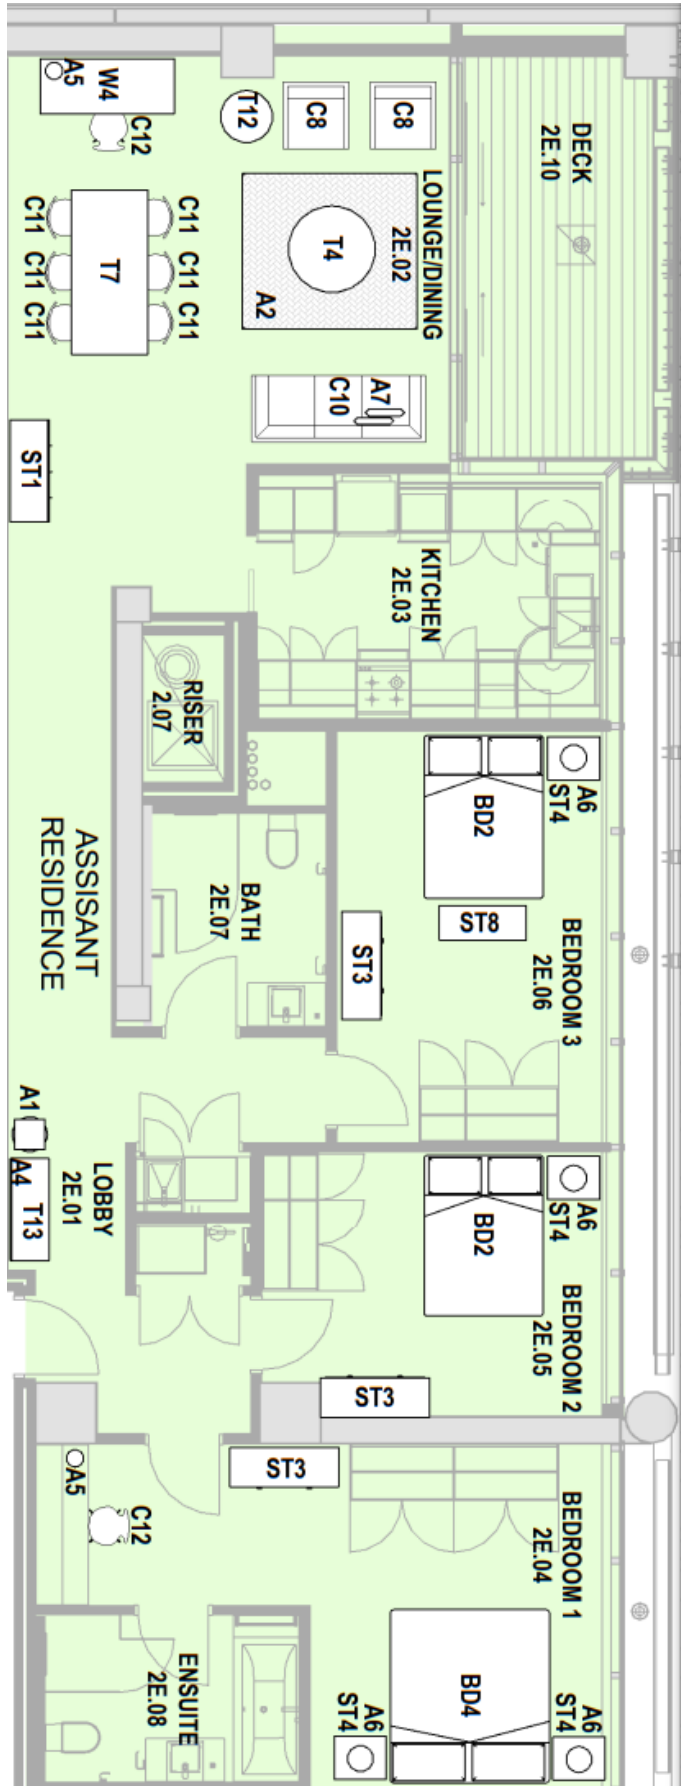 A5
W4
C12
T12
C8
C8
DECK
2E.10
LOUNGE/DINING
2E.02
T4
A2
C11
C11
C11
T7
C11
C11
C11
C10
A7
ST1
KITCHEN
2E.03
RISER
2.07
BD2
A6
ST4
ASSISANT
RESIDENCE
BATH
2E.07
ST8
ST3
BEDROOM 3
2E.06
A1
A4
T13
LOBBY
2E.01
BD2
A6
ST4
BEDROOM 2
2E.05
ST3
ST3
A5
C12
BEDROOM 1
2E.04
ENSUITE
2E.08
BD4
A6
ST4
A6
ST4